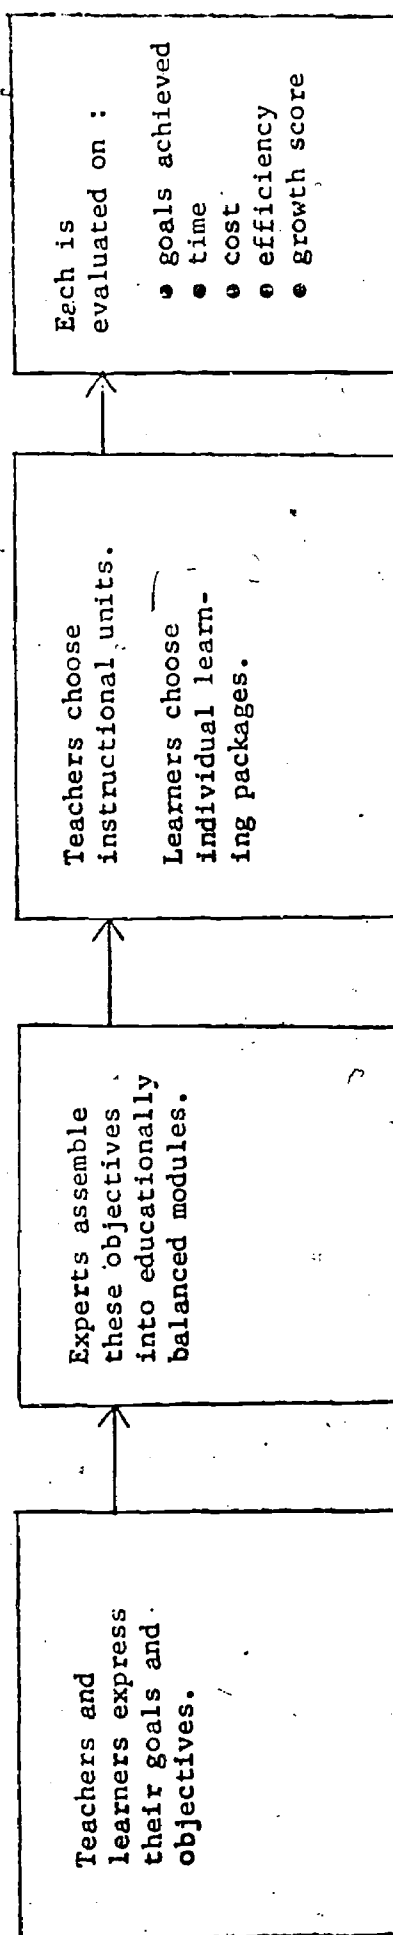 Teachers and
learners express
their goals and
objectives.
Experts assemble
these objectives
into educationally
balanced modules.
Teachers choose
instructional units.
Learners choose
individual learn-
ing packages.
Each is
evaluated on :
• goals achieved
• time
• cost
• efficiency
• growth score